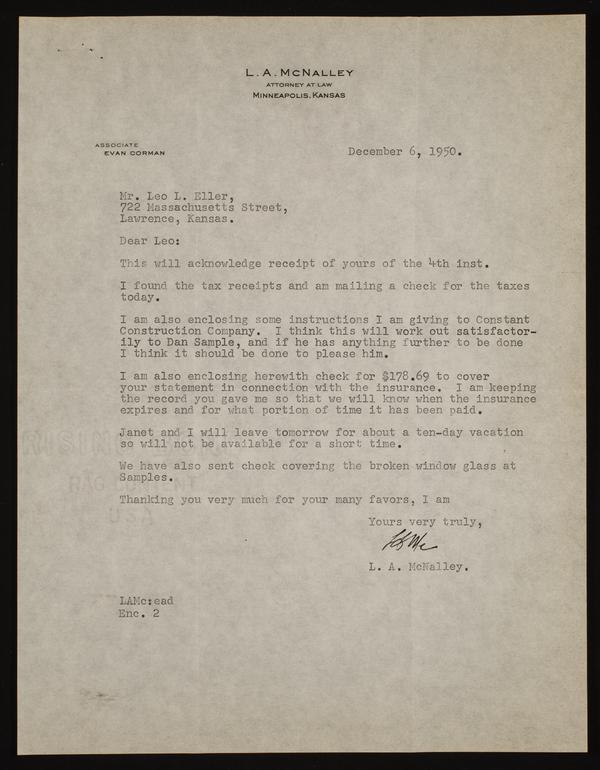 L. A. McNALLEY
ATTORNEY AT LAW
MINNEAPOLIS, KANSAS
ASSOCIATE
EVAN CORMAN
December 6, 1950.
Mr. Leo L. Eller,
722 Massachusetts Street,
Lawrence, Kansas.
Dear Leo:
This will acknowledge receipt of yours of the 4th inst.
I found the tax receipts and am mailing a check for the taxes
today.
I am also enclosing some instructions I am giving to Constant
Construction Company. I think this will work out satisfactor-
ily to Dan Sample, and if he has anything further to be done
I think it should be done to please him.
I am also enclosing herewith check for $178.69 to cover
your statement in connection with the insurance. I am keeping
the record you gave me so that we will know when the insurance
expires and for what portion of time it has been paid.
Janet and I will leave tomorrow for about a ten-day vacation
so will not be available for a short time.
We have also sent check covering the broken window glass at
Samples.
Thanking you very much for your many favors, I am
Yours very truly,
L. A. McNalley.
LAMc:ead
Enc. 2
RAG CONTENT
USA